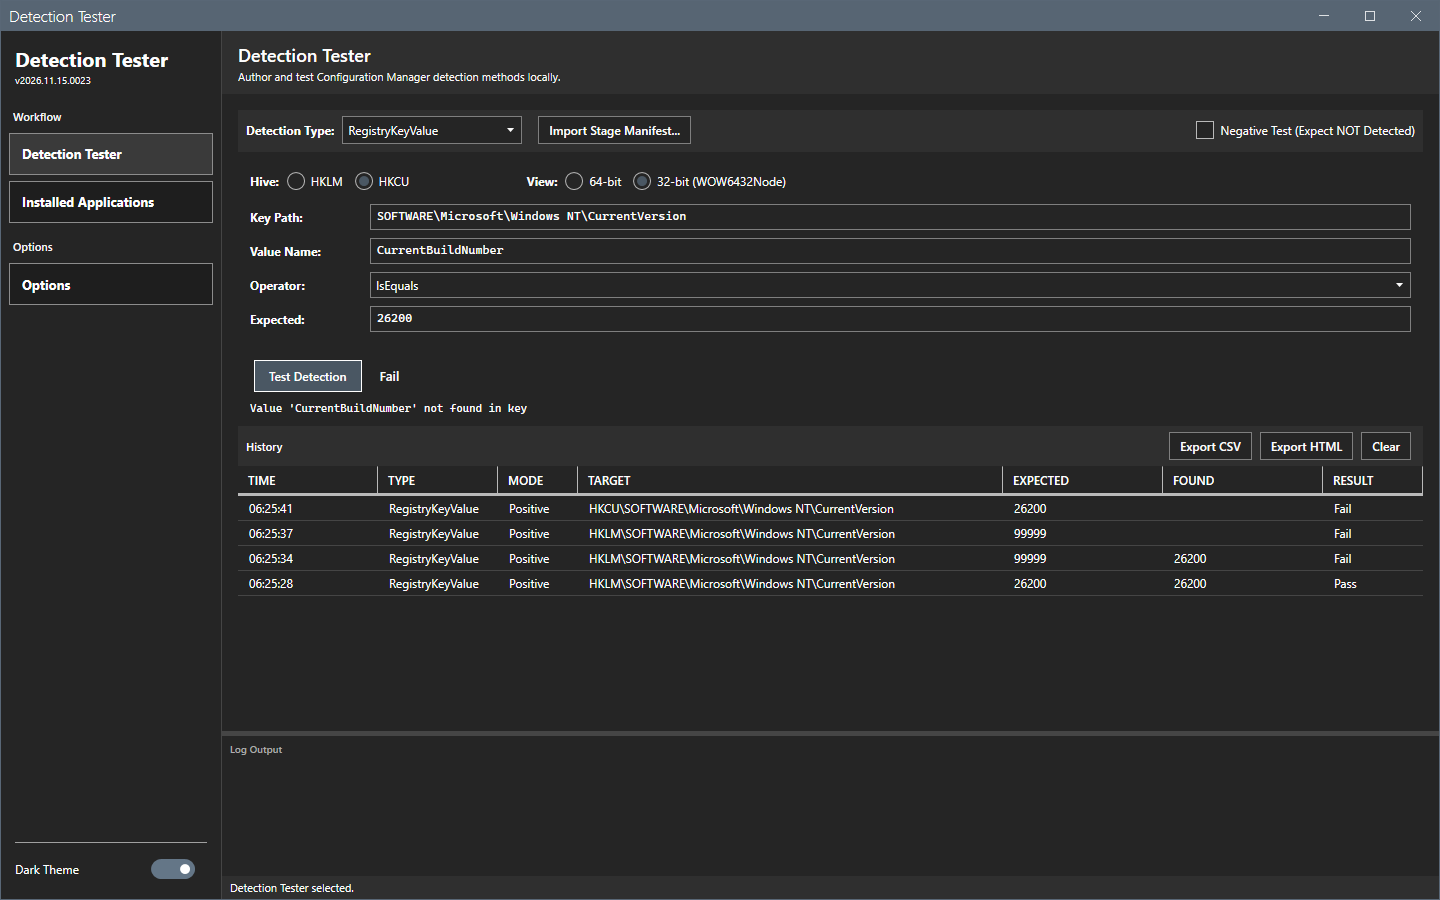 Detection Tester
Detection Tester
v2026.11.15.0023
Workflow
Detection Tester
Installed Applications
Options
Options
Dark Theme
Detection Tester
Author and test Configuration Manager detection methods locally.
Detection Type: RegistryKeyValue Import Stage Manifest... Negative Test (Expect NOT Detected)
Hive: HKLM HKCU View: 64-bit 32-bit (WOW6432Node)
Key Path: SOFTWARE\Microsoft\Windows NT\CurrentVersion
Value Name: CurrentBuildNumber
Operator: IsEquals
Expected: 26200
Test Detection Fail
Value 'CurrentBuildNumber' not found in key
History Export CSV Export HTML Clear
TIME TYPE MODE TARGET EXPECTED FOUND RESULT
06:25:41 RegistryKeyValue Positive HKCU\SOFTWARE\Microsoft\Windows NT\CurrentVersion 26200 Fail
06:25:37 RegistryKeyValue Positive HKLM\SOFTWARE\Microsoft\Windows NT\CurrentVersion 99999 Fail
06:25:34 RegistryKeyValue Positive HKLM\SOFTWARE\Microsoft\Windows NT\CurrentVersion 99999 26200 Fail
06:25:28 RegistryKeyValue Positive HKLM\SOFTWARE\Microsoft\Windows NT\CurrentVersion 26200 26200 Pass
Log Output
Detection Tester selected.